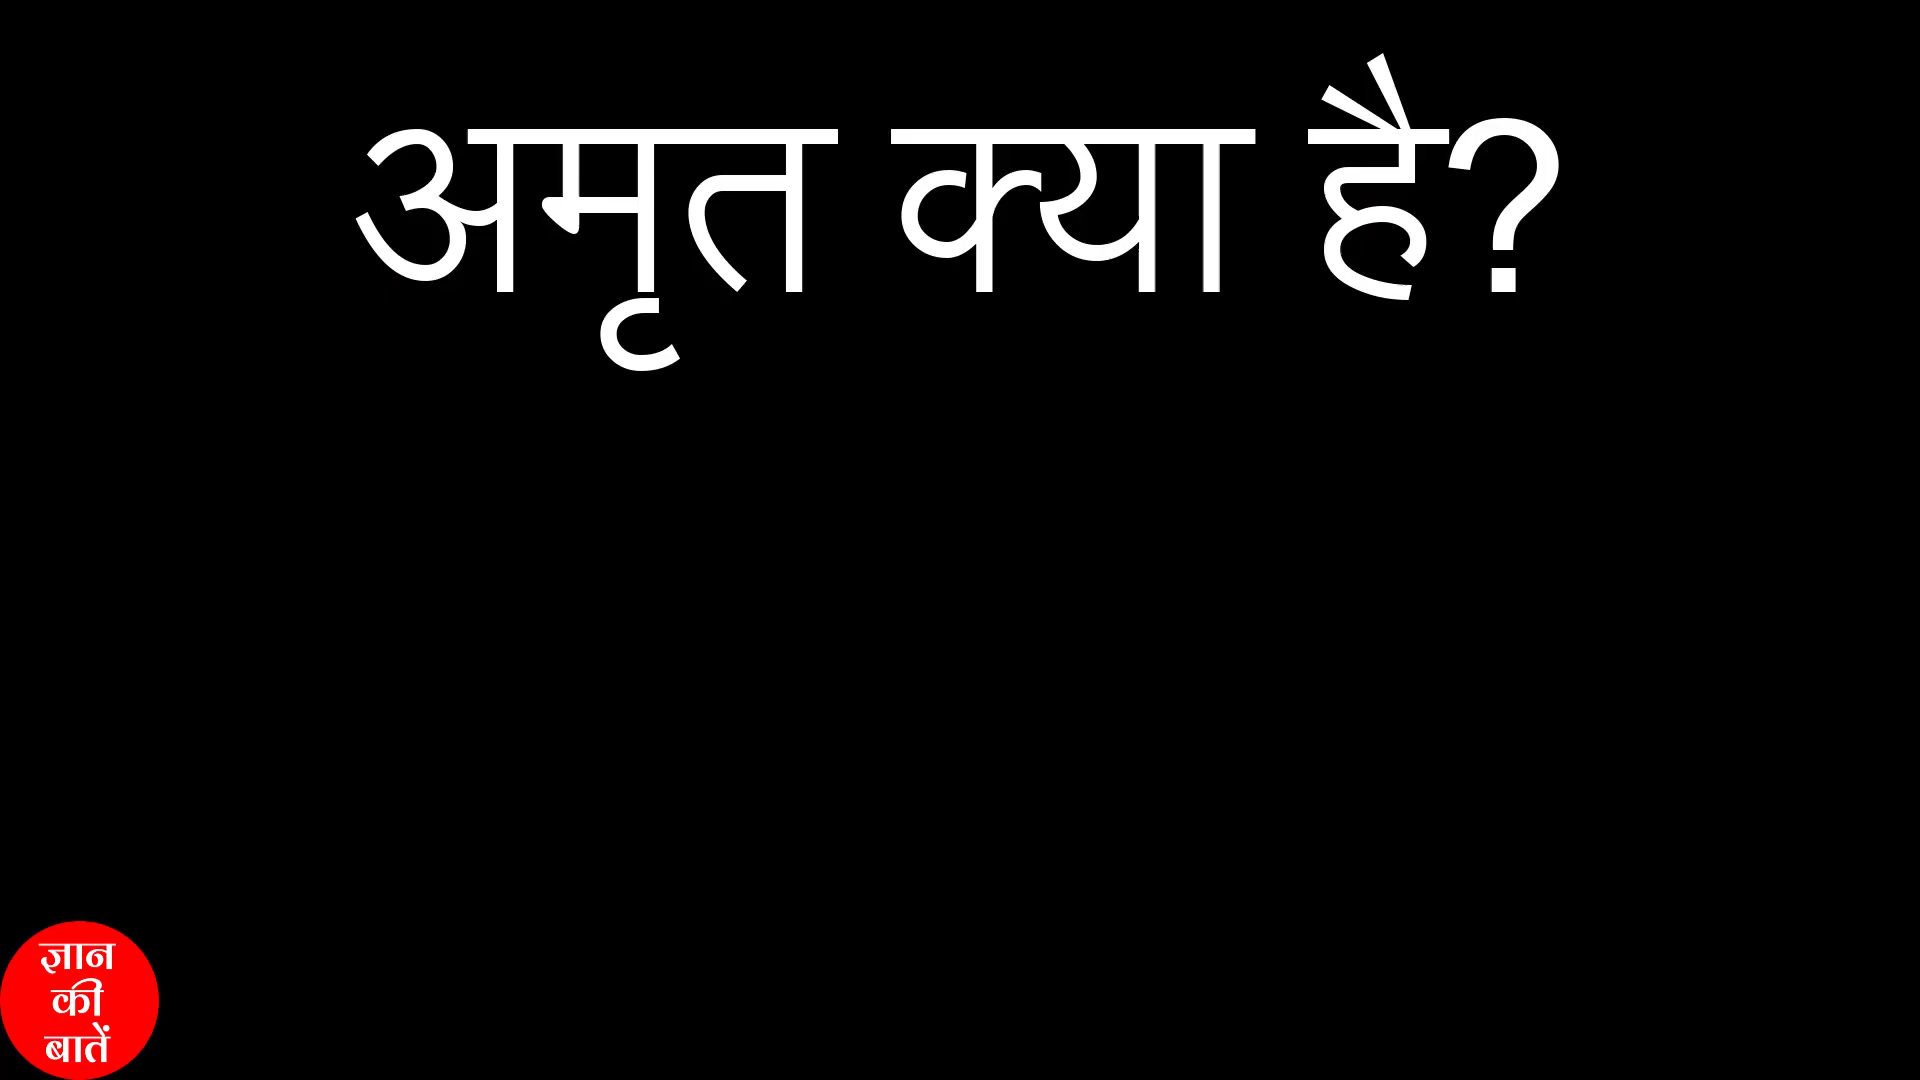 अमृत क्या है?
ज्ञान
की
बातें